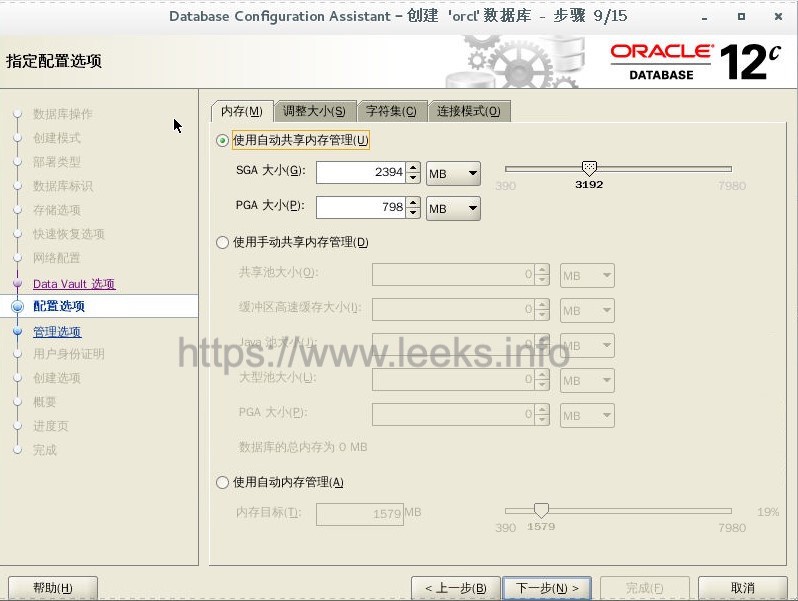 Database Configuration Assistant – 创建 'orcl' 数据库 - 步骤 9/15
指定配置选项
ORACLE
DATABASE 12c
数据库操作
创建模式
部署类型
数据库标识
存储选项
快速恢复选项
网络配置
Data Vault 选项
配置选项
管理选项
用户身份证明
创建选项
概要
进度页
完成
内存(M) 调整大小(S) 字符集(C) 连接模式(O)
使用自动共享内存管理(U)
SGA 大小(G): 2394 MB
390 3192 7980
PGA 大小(P): 798 MB
使用手动共享内存管理(D)
共享池大小(O): 0 MB
缓冲区高速缓存大小(I): 0 MB
Java 池大小(J): 0 MB
大型池大小(L): 0 MB
PGA 大小(P): 0 MB
数据库的总内存为 0 MB
使用自动内存管理(A)
内存目标(T): 1579 MB 19%
390 1579 7980
https://www.leeks.info
帮助(H) < 上一步(B) 下一步(N) > 完成(F) 取消